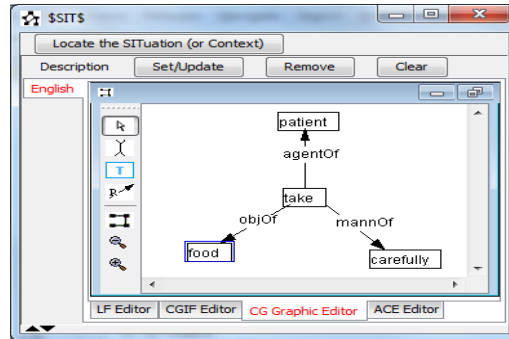 $SIT$
Locate the SITuation (or Context)
Description Set/Update Remove Clear
English
T
R
patient
agentOf
take
objOf mannOf
food
carefully
LF Editor CGIF Editor CG Graphic Editor ACE Editor